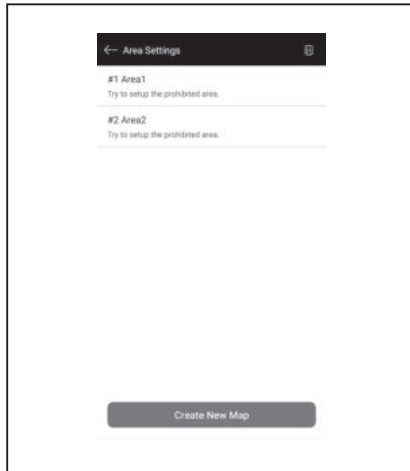 Area Settings
#1 Area1
Try to setup the prohibited area.
#2 Area2
Try to setup the prohibited area.
Create New Map